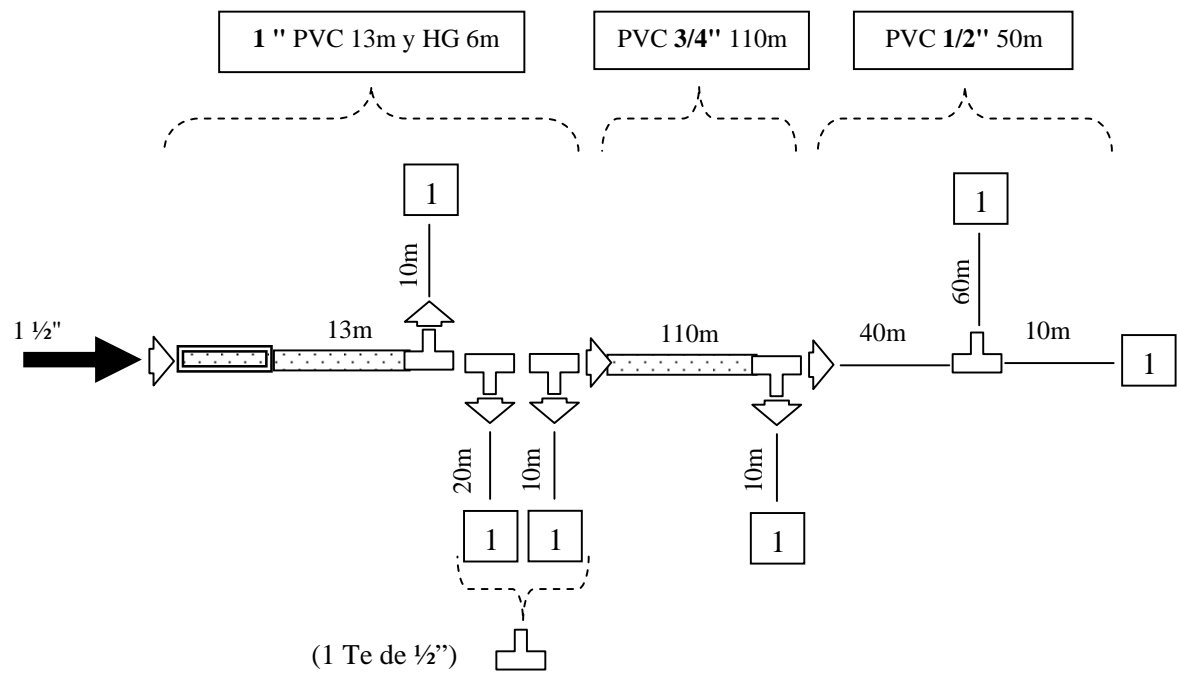 1 " PVC 13m y HG 6m
PVC 3/4" 110m
PVC 1/2" 50m
1
1
10m
60m
1 ½"
13m
110m
40m
10m
1
20m
10m
10m
1
1
1
(1 Te de ½”)